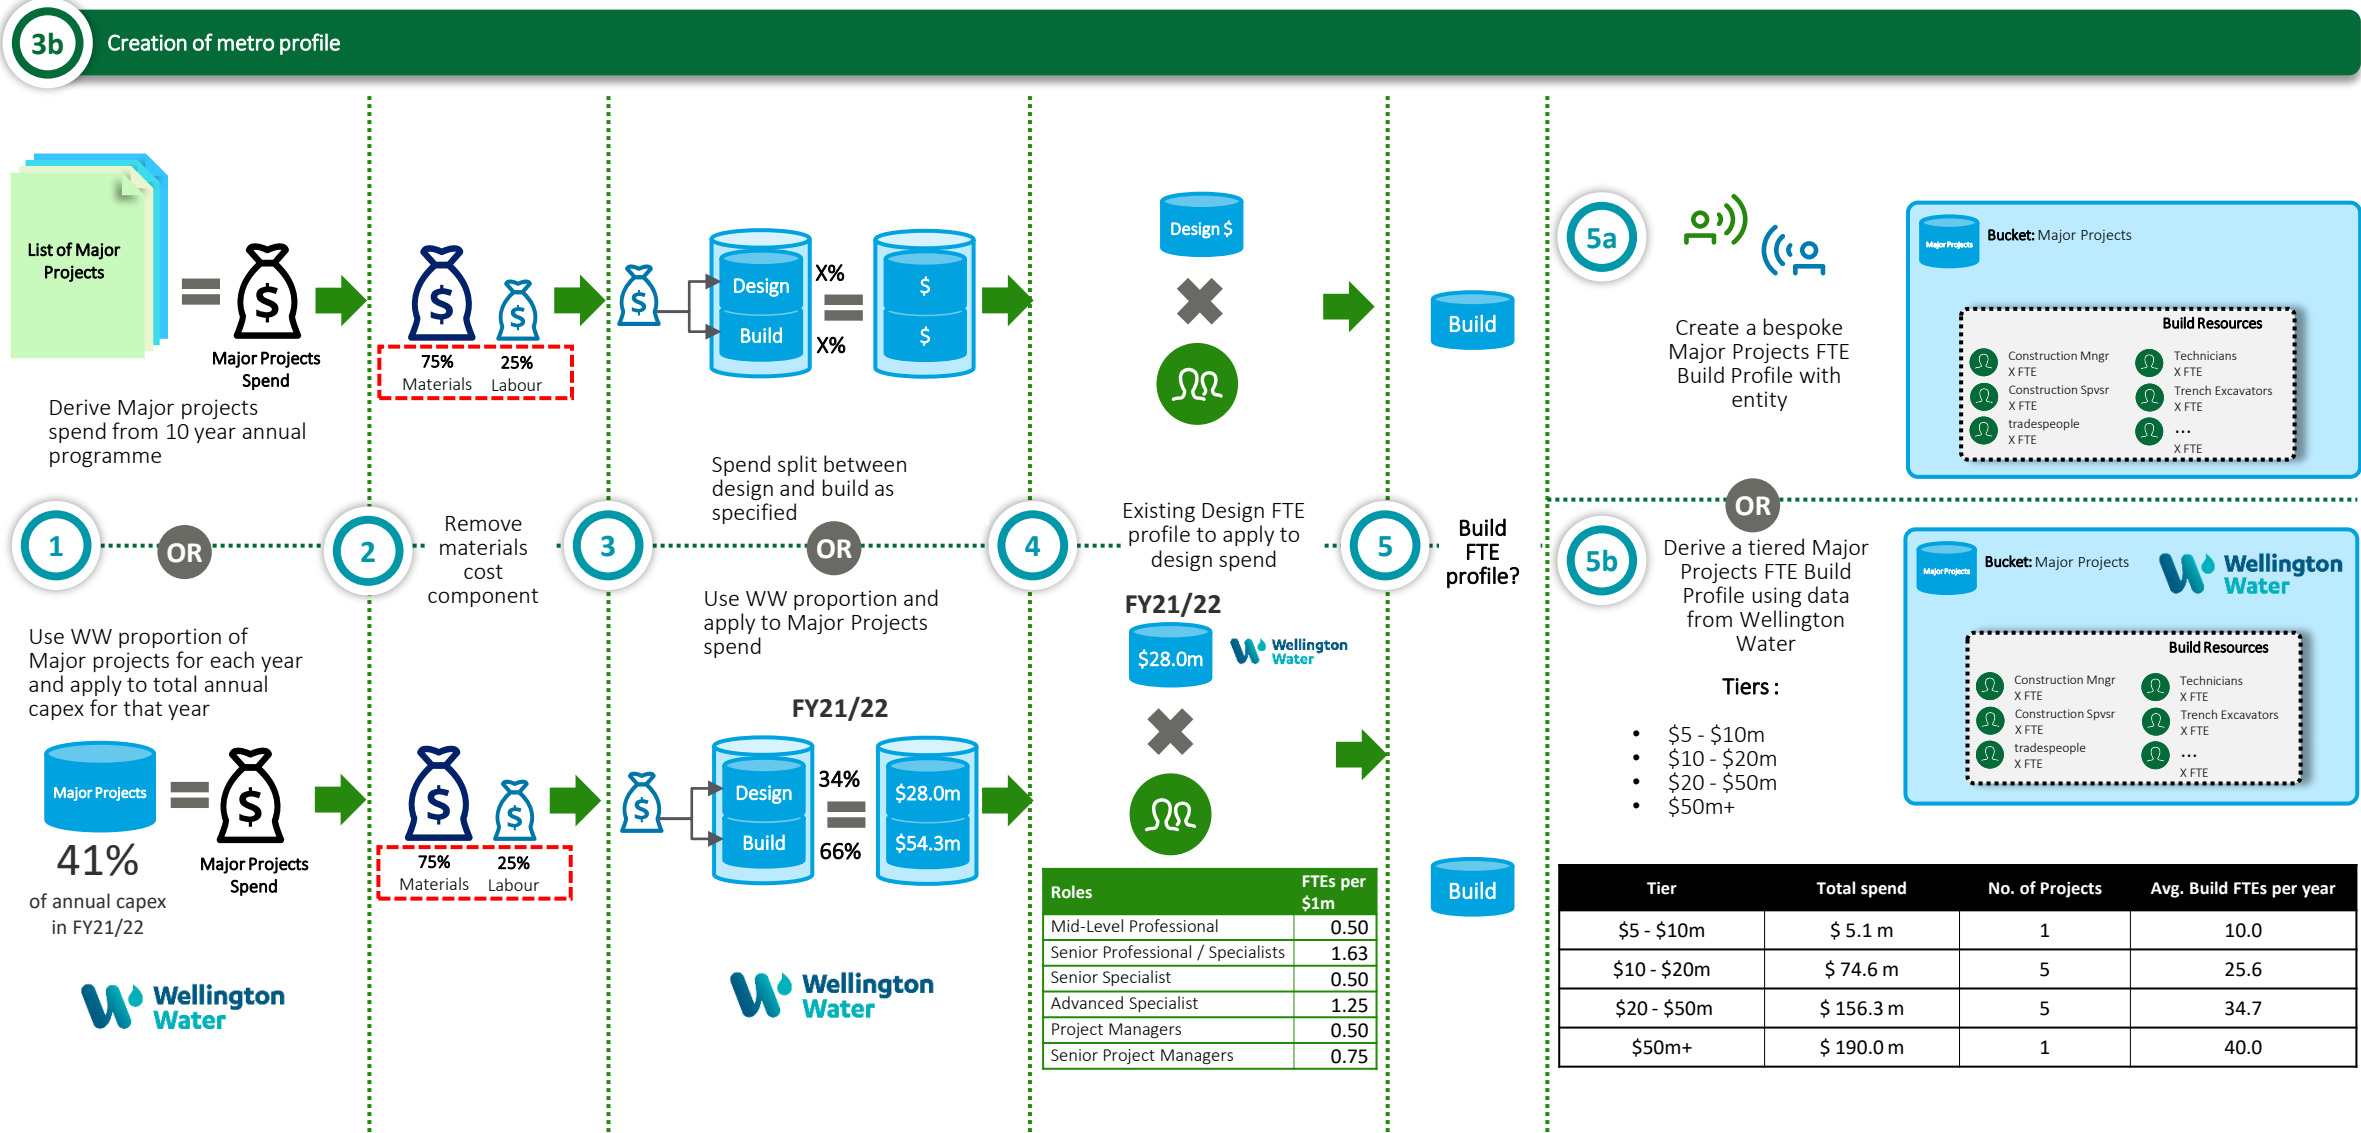 3b
Creation of metro profile
List of Major
Projects
$
Major Projects
Spend
Derive Major projects
spend from 10 year annual
programme
1
OR
Use WW proportion of
Major projects for each year
and apply to total annual
capex for that year
Major Projects
$
41%
of annual capex
in FY21/22
Major Projects
Spend
Wellington
Water
$
$
75%
Materials
25%
Labour
2
Remove
materials
cost
component
$
$
75%
Materials
25%
Labour
$
Design
Build
X%
X%
$
$
Spend split between
design and build as
specified
3
OR
Use WW proportion and
apply to Major Projects
spend
FY21/22
$
Design
Build
34%
66%
$28.0m
$54.3m
Wellington
Water
Design $
4
Existing Design FTE
profile to apply to
design spend
FY21/22
$28.0m
Wellington
Water
Roles FTEs per
$1m
Mid-Level Professional 0.50
Senior Professional / Specialists 1.63
Senior Specialist 0.50
Advanced Specialist 1.25
Project Managers 0.50
Senior Project Managers 0.75
Build
5
Build
FTE
profile?
Build
5a
Create a bespoke
Major Projects FTE
Build Profile with
entity
Major Projects
Bucket: Major Projects
Build Resources
Construction Mngr
X FTE
Construction Spvsr
X FTE
tradespeople
X FTE
Technicians
X FTE
Trench Excavators
X FTE
...
X FTE
OR
5b
Derive a tiered Major
Projects FTE Build
Profile using data
from Wellington
Water
Tiers :
• $5 - $10m
• $10 - $20m
• $20 - $50m
• $50m+
Major Projects
Bucket: Major Projects
Wellington
Water
Build Resources
Construction Mngr
X FTE
Construction Spvsr
X FTE
tradespeople
X FTE
Technicians
X FTE
Trench Excavators
X FTE
...
X FTE
Tier Total spend No. of Projects Avg. Build FTEs per year
$5 - $10m $ 5.1 m 1 10.0
$10 - $20m $ 74.6 m 5 25.6
$20 - $50m $ 156.3 m 5 34.7
$50m+ $ 190.0 m 1 40.0